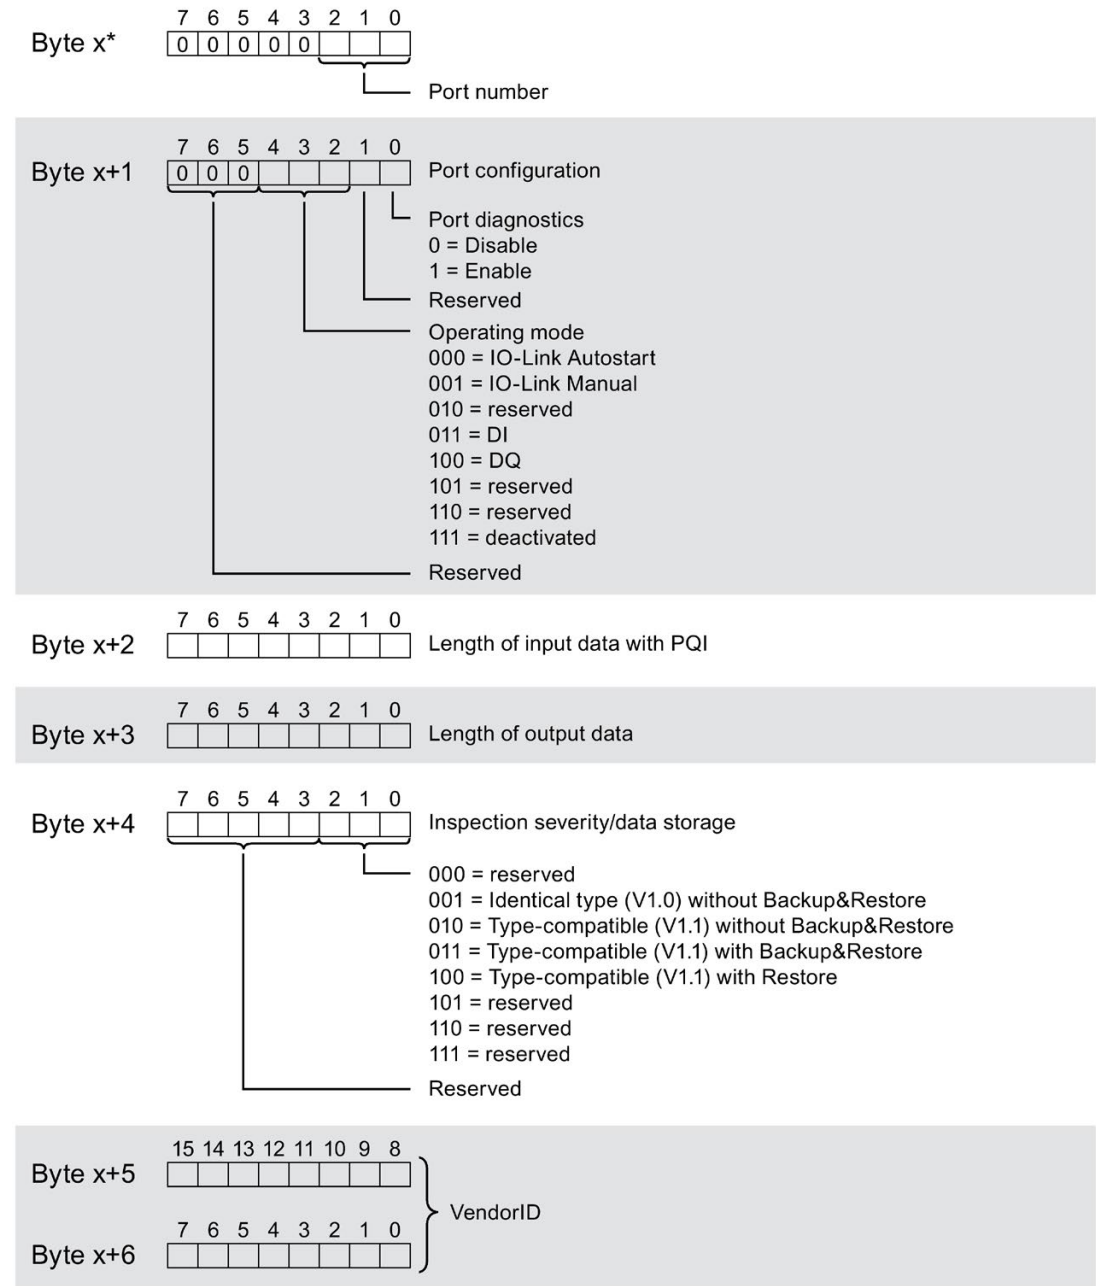 7 6 5 4 3 2 1 0
Byte x*
0 0 0 0 0
Port number
7 6 5 4 3 2 1 0
Byte x+1
0 0 0
Port configuration
Port diagnostics
0 = Disable
1 = Enable
Reserved
Operating mode
000 = IO-Link Autostart
001 = IO-Link Manual
010 = reserved
011 = DI
100 = DQ
101 = reserved
110 = reserved
111 = deactivated
Reserved
7 6 5 4 3 2 1 0
Byte x+2
Length of input data with PQI
7 6 5 4 3 2 1 0
Byte x+3
Length of output data
7 6 5 4 3 2 1 0
Byte x+4
Inspection severity/data storage
000 = reserved
001 = Identical type (V1.0) without Backup&Restore
010 = Type-compatible (V1.1) without Backup&Restore
011 = Type-compatible (V1.1) with Backup&Restore
100 = Type-compatible (V1.1) with Restore
101 = reserved
110 = reserved
111 = reserved
Reserved
15 14 13 12 11 10 9 8
Byte x+5
VendorID
7 6 5 4 3 2 1 0
Byte x+6